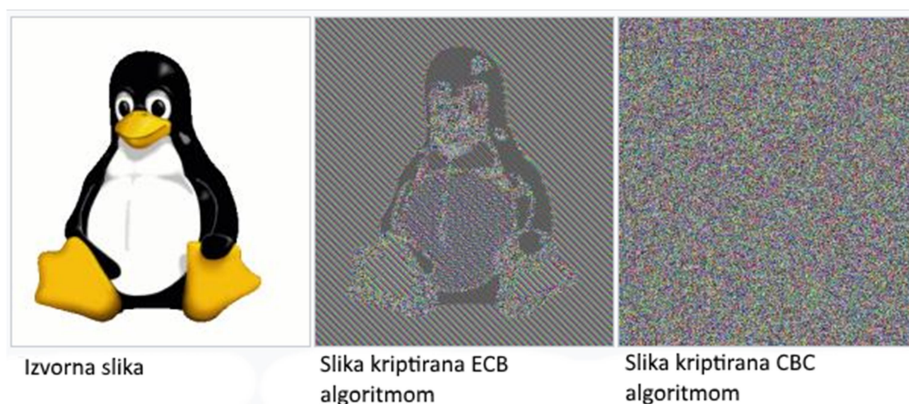 Izvorna slika
Slika kriptirana ECB
algoritmom
Slika kriptirana CBC
algoritmom